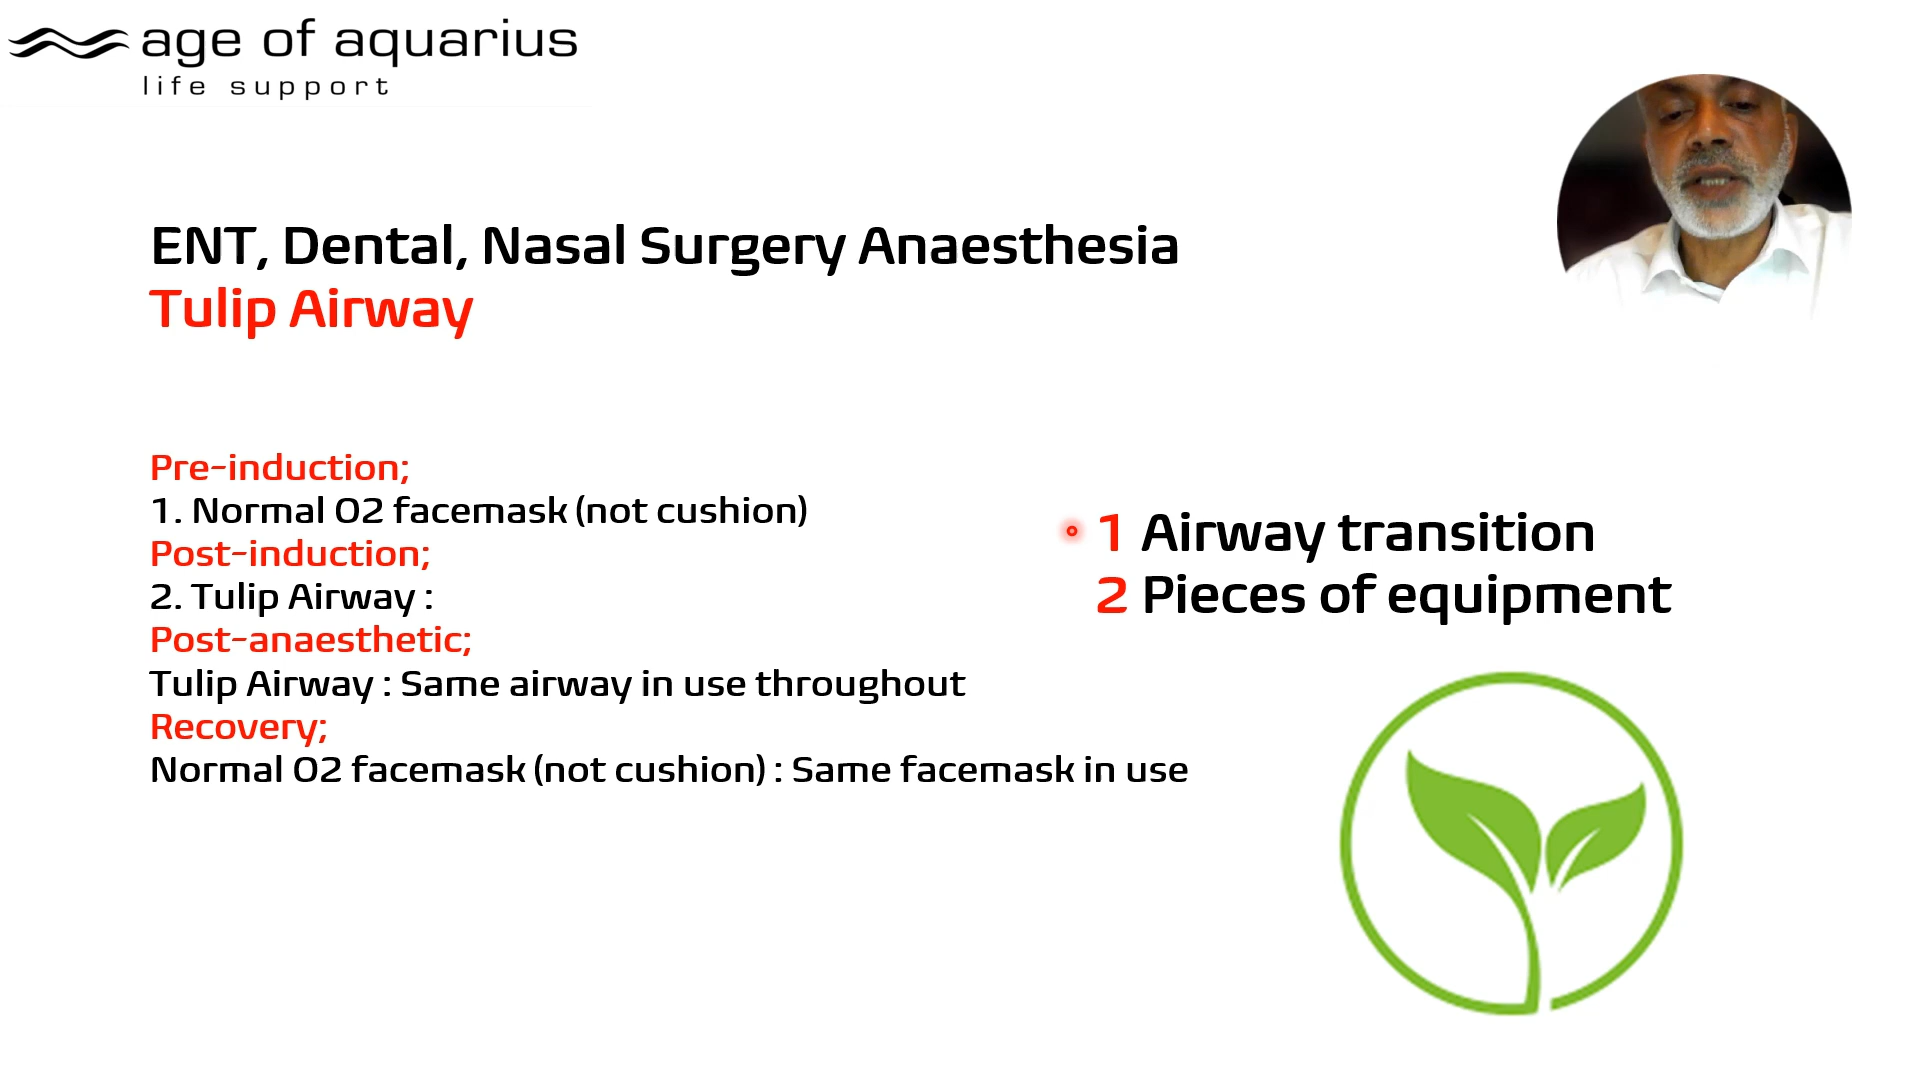 age of aquarius
life support
ENT, Dental, Nasal Surgery Anaesthesia
Tulip Airway
Pre-induction;
1. Normal O2 facemask (not cushion)
Post-induction;
2. Tulip Airway :
Post-anaesthetic;
Tulip Airway : Same airway in use throughout
Recovery;
Normal O2 facemask (not cushion) : Same facemask in use
1 Airway transition
2 Pieces of equipment